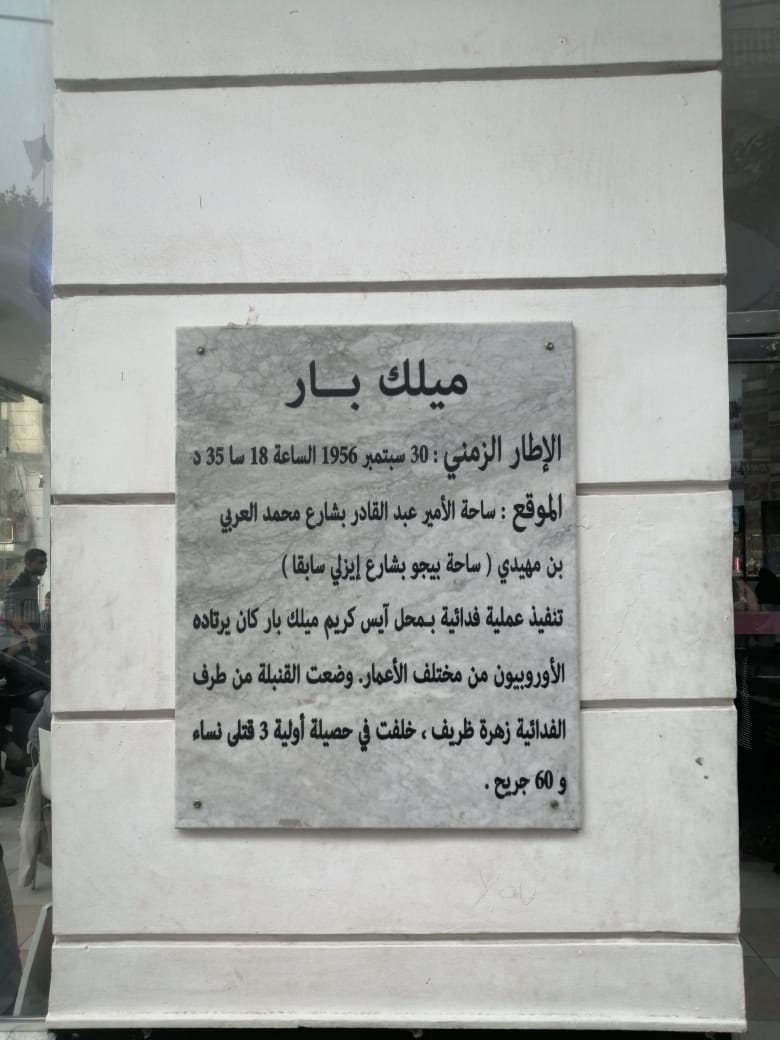 ميلك بـــار
الإطار الزمني : 30 سبتمبر 1956 الساعة 18 سا 35 د
الموقع : ساحة الأمير عبد القادر بشارع محمد العربي
بن مهيدي ( ساحة بيجو بشارع إيزلي سابقا )
تنفيذ عملية فدائية بـمحل آيس كريم ميلك بار كان يرتاده
الأوروبيون من مختلف الأعمار. وضعت القنبلة من طرف
الفدائية زهرة ظريف ، خلفت في حصيلة أولية 3 قتلى نساء
و 60 جريح .